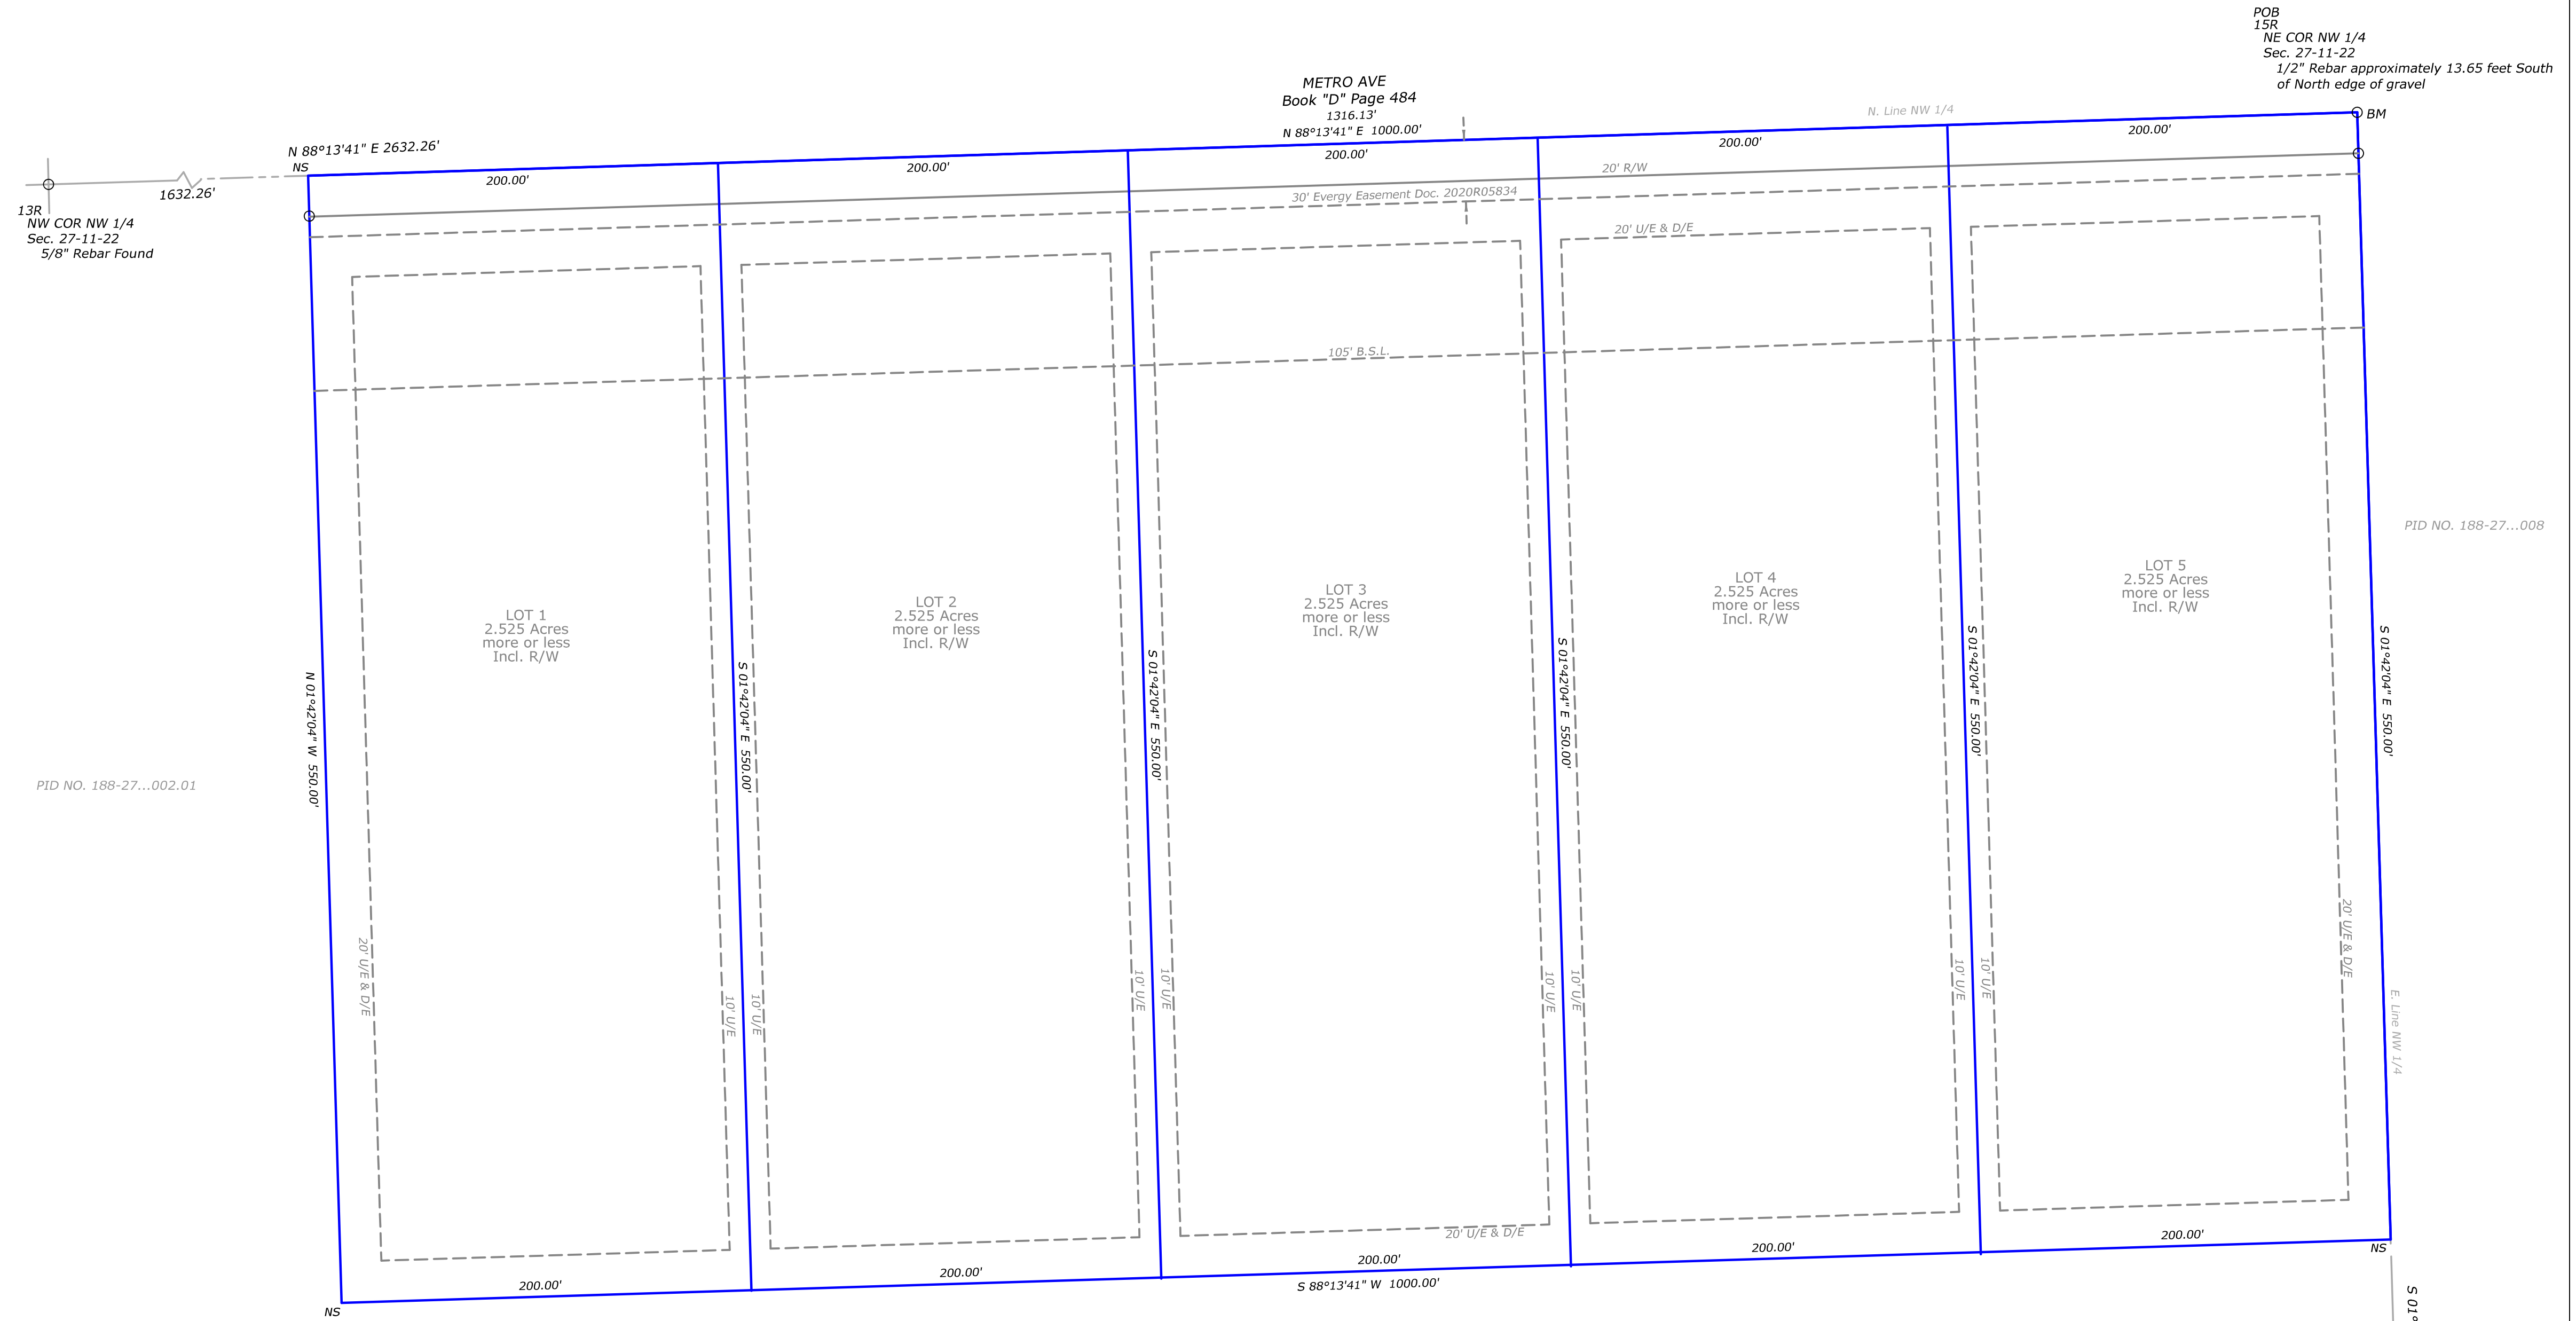 POB
15R
NE COR NW 1/4
Sec. 27-11-22
1/2" Rebar approximately 13.65 feet South
of North edge of gravel
BM
METRO AVE
Book "D" Page 484
1316.13'
N 88°13'41" E 1000.00'
N. Line NW 1/4
N 88°13'41" E 2632.26'
NS
1632.26'
13R
NW COR NW 1/4
Sec. 27-11-22
5/8" Rebar Found
200.00'
200.00'
200.00'
200.00'
200.00'
20' R/W
30' Evergy Easement Doc. 2020R05834
20' U/E & D/E
105' B.S.L.
PID NO. 188-27...008
LOT 1
2.525 Acres
more or less
Incl. R/W
LOT 2
2.525 Acres
more or less
Incl. R/W
LOT 3
2.525 Acres
more or less
Incl. R/W
LOT 4
2.525 Acres
more or less
Incl. R/W
LOT 5
2.525 Acres
more or less
Incl. R/W
N 01°42'04" W 550.00'
S 01°42'04" E 550.00'
S 01°42'04" E 550.00'
S 01°42'04" E 550.00'
S 01°42'04" E 550.00'
S 01°42'04" E 550.00'
PID NO. 188-27...002.01
20' U/E & D/E
10' U/E
10' U/E
10' U/E
10' U/E
10' U/E
10' U/E
10' U/E
10' U/E
20' U/E & D/E
E. Line NW 1/4
20' U/E & D/E
200.00'
200.00'
200.00'
200.00'
200.00'
S 88°13'41" W 1000.00'
NS
NS
S 01°